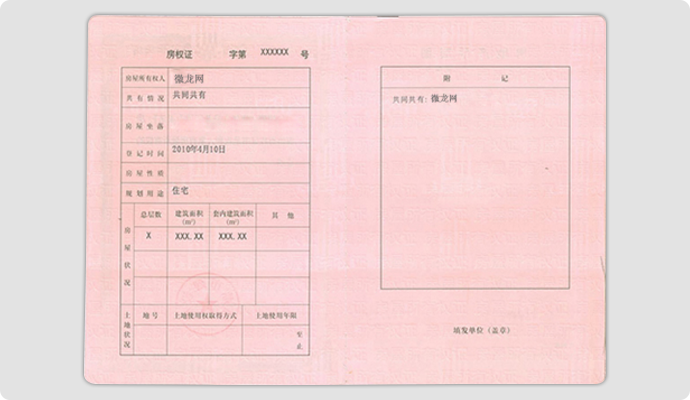 房权证 字第 XXXXXX 号
房屋所有权人 微龙网
共有情况 共同共有
房屋坐落
登记时间 2010年4月10日
房屋性质
规划用途 住宅
房屋状况
总层数 建筑面积(m²) 套内建筑面积(m²) 其他
X XXX.XX XXX.XX
土地状况
地号 土地使用权取得方式 土地使用年限
至
止
附记
共同共有: 微龙网
填发单位（盖章）